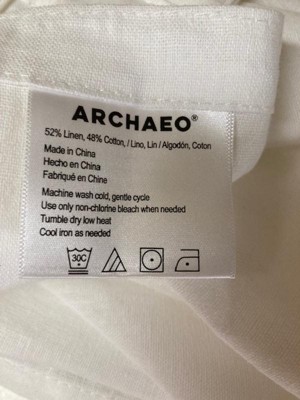 ARCHAEO®
52% Linen, 48% Cotton, / Lino, Lin / Algodón, Coton
Made in China
Hecho en China
Fabriqué en Chine
Machine wash cold, gentle cycle
Use only non-chlorine bleach when needed
Tumble dry low heat
Cool iron as needed
30C